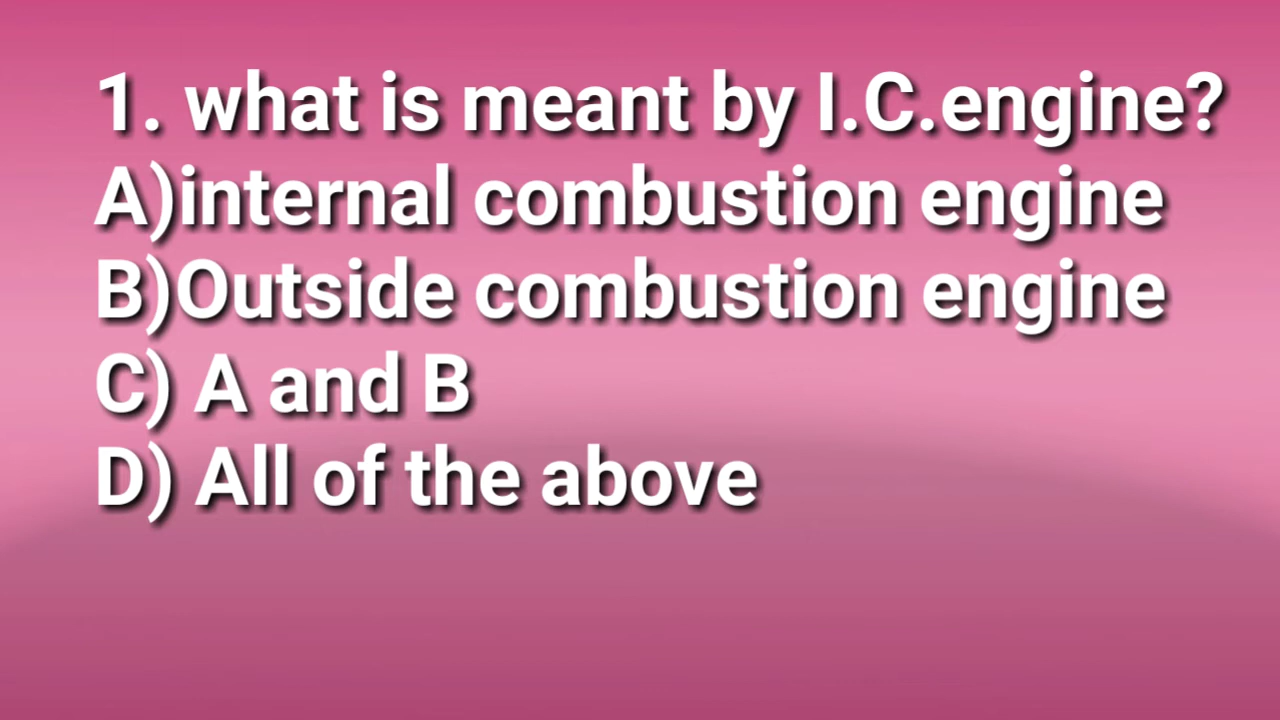 1. what is meant by I.C.engine?
A)internal combustion engine
B)Outside combustion engine
C) A and B
D) All of the above